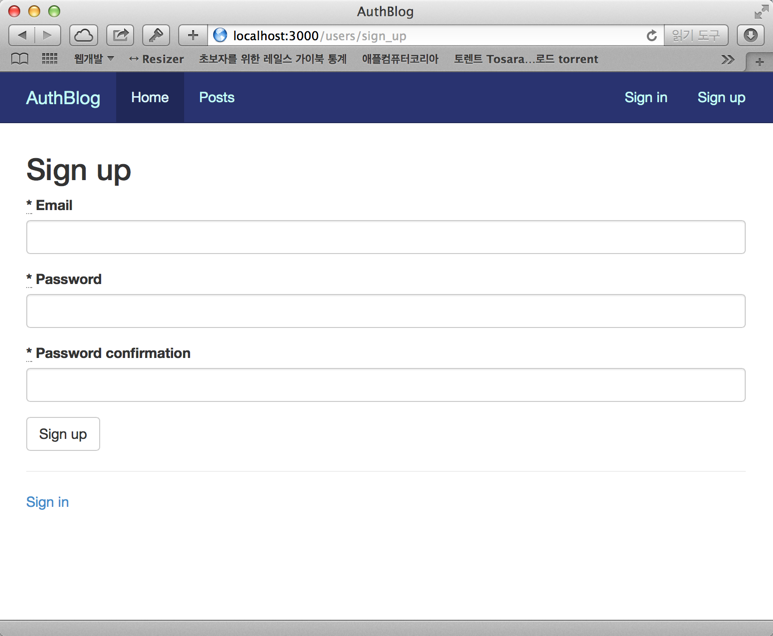 AuthBlog
localhost:3000/users/sign_up
읽기 도구
웹개발 Resizer 초보자를 위한 레일스 가이북 통계 애플컴퓨터코리아 토렌트 Tosara...로드 torrent
AuthBlog Home Posts Sign in Sign up
Sign up
* Email
* Password
* Password confirmation
Sign up
Sign in